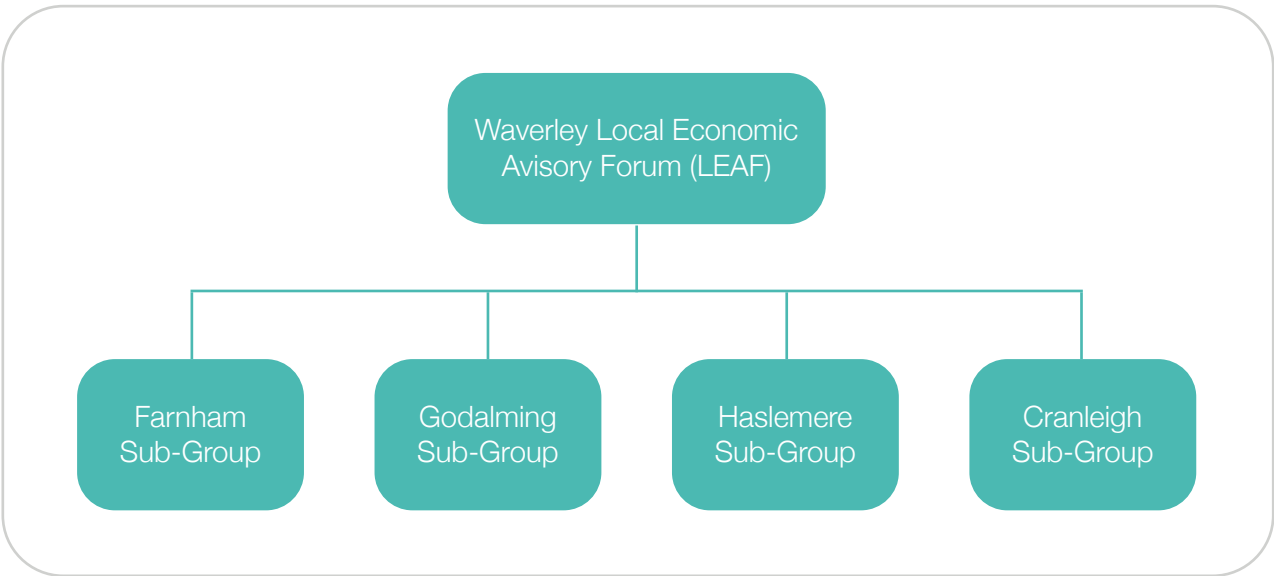 Waverley Local Economic
Avisory Forum (LEAF)
Farnham
Sub-Group
Godalming
Sub-Group
Haslemere
Sub-Group
Cranleigh
Sub-Group